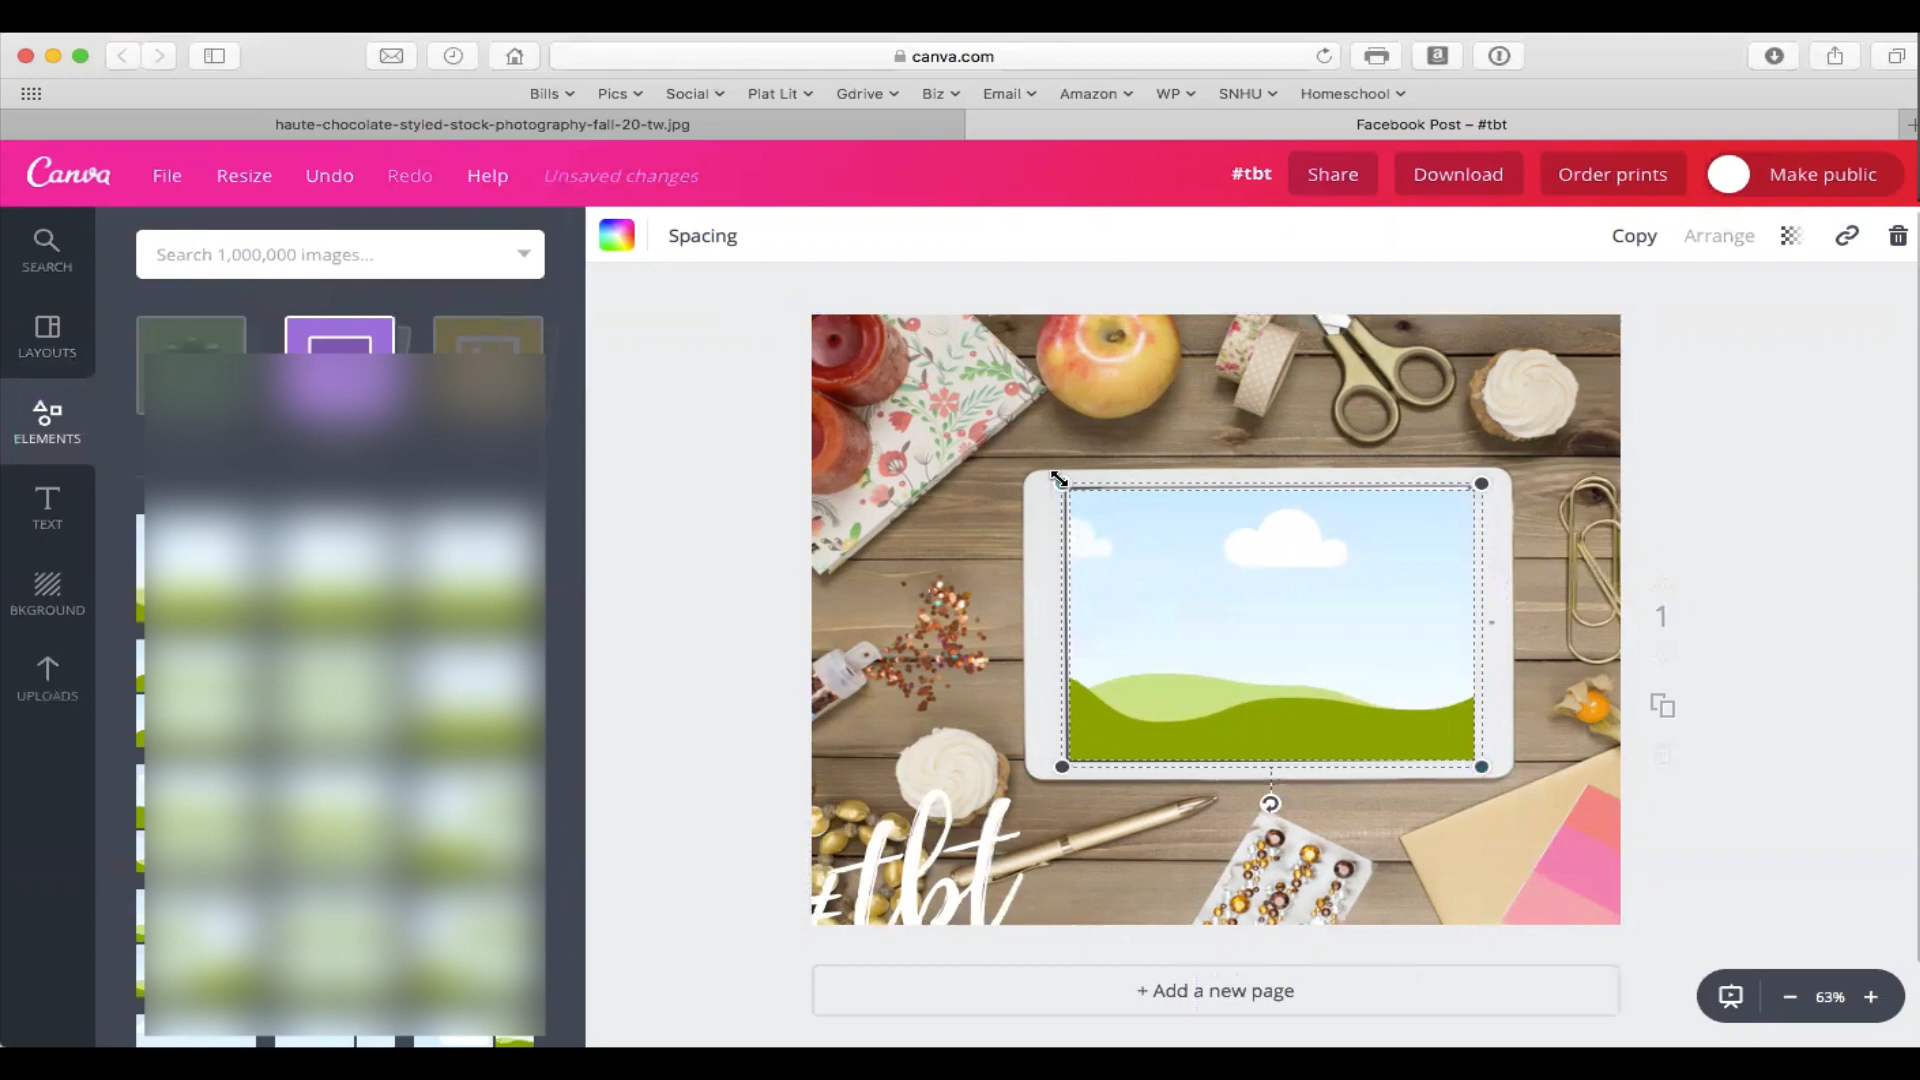 canva.com
Bills Pics Social Plat Lit Gdrive Biz Email Amazon WP SNHU Homeschool
haute-chocolate-styled-stock-photography-fall-20-tw.jpg
Facebook Post – #tbt
Canva File Resize Undo Redo Help Unsaved changes
#tbt Share Download Order prints Make public
SEARCH
LAYOUTS
ELEMENTS
TEXT
BKGROUND
UPLOADS
Search 1,000,000 images...
Spacing
Copy Arrange
#tbt
1
+ Add a new page
63%